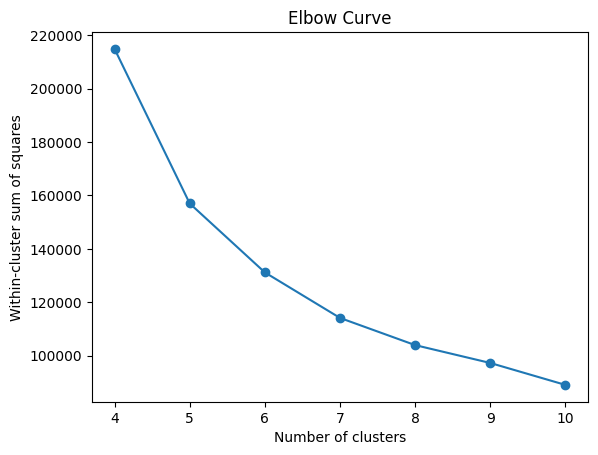 Elbow Curve
220000
200000
180000
160000
140000
120000
100000
Within-cluster sum of squares
4 5 6 7 8 9 10
Number of clusters